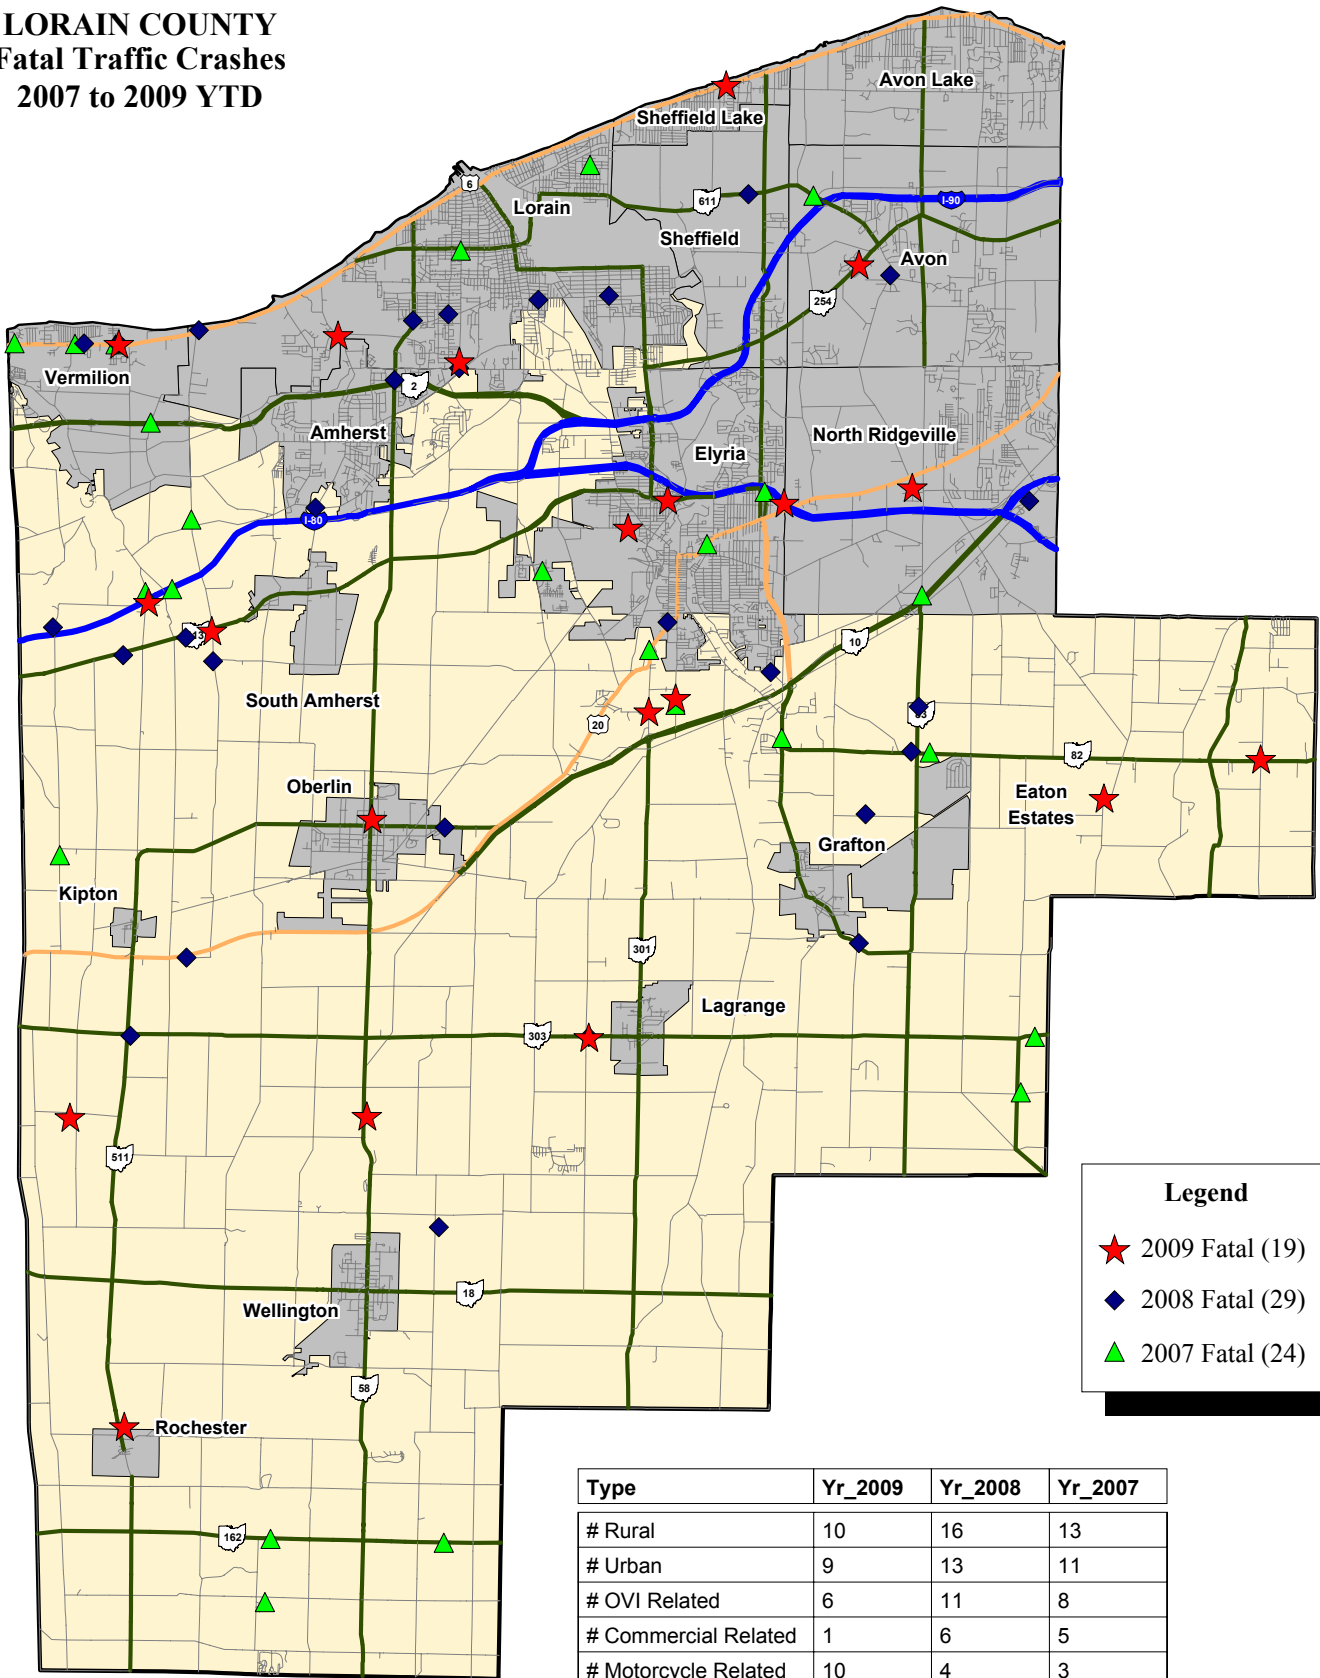 LORAIN COUNTY
Fatal Traffic Crashes
2007 to 2009 YTD
Avon Lake
Sheffield Lake
6
Lorain
611
I-90
Sheffield
Avon
254
Vermilion
2
Amherst
North Ridgeville
Elyria
I-80
13
10
South Amherst
20
83
82
Oberlin
Eaton
Estates
Grafton
Kipton
301
Lagrange
303
511
Legend
2009 Fatal (19)
2008 Fatal (29)
2007 Fatal (24)
18
Wellington
58
Rochester
162
Type Yr_2009 Yr_2008 Yr_2007
# Rural 10 16 13
# Urban 9 13 11
# OVI Related 6 11 8
# Commercial Related 1 6 5
# Motorcycle Related 10 4 3